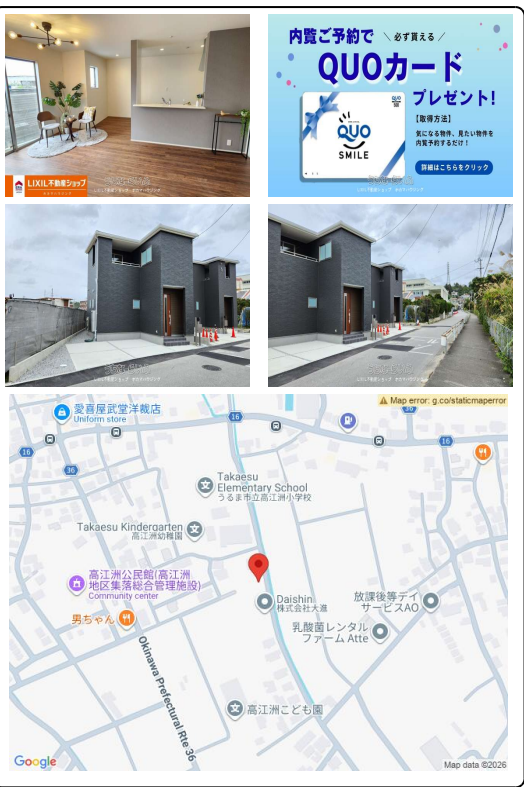 LIXIL不動産ショップ
内覧ご予約で
＼必ず貰える／
QUOカード
プレゼント!
【取得方法】
気になる物件、見たい物件を
内覧予約するだけ！
詳細はこちらをクリック
QUO
SMILE
Map error: g.co/staticmaperror
愛喜屋武堂洋裁店
Uniform store
16
16
16
36
36
Takaesu
Elementary School
うるま市立高江洲小学校
Takaesu Kindergarten
高江洲幼稚園
高江洲公民館(高江洲
地区集落総合管理施設)
Community center
男ちゃん
Daishin
株式会社大進
放課後等デイ
サービスAO
乳酸菌レンタル
ファーム Atte
Okinawa Prefectural Rte 36
高江洲こども園
Google
Map data ©2026